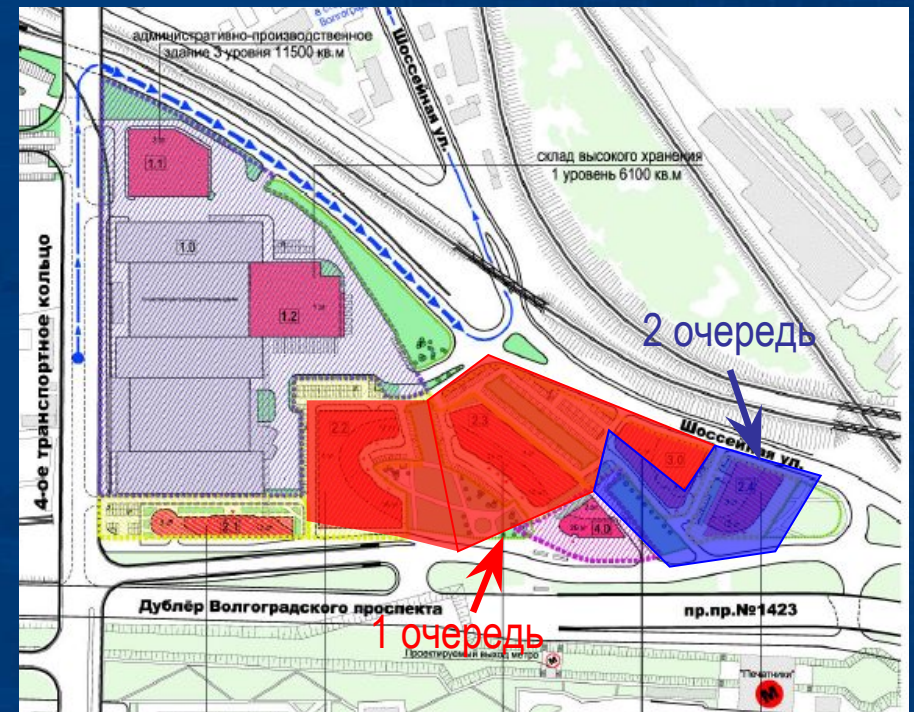 Волгоград
административно-производственное
здание 3 уровня 11500 кв.м
Шоссейная ул.
склад высокого хранения
1 уровень 6100 кв.м
1.1
1.0
1.2
4-ое транспортное кольцо
2 очередь
Шоссейная ул.
2.2
2.3
3.0
2.4
2.1
4.0
Дублёр Волгоградского проспекта
пр.пр.№1423
1 очередь
Проектируемый выход метро
М
"Печатники"
М